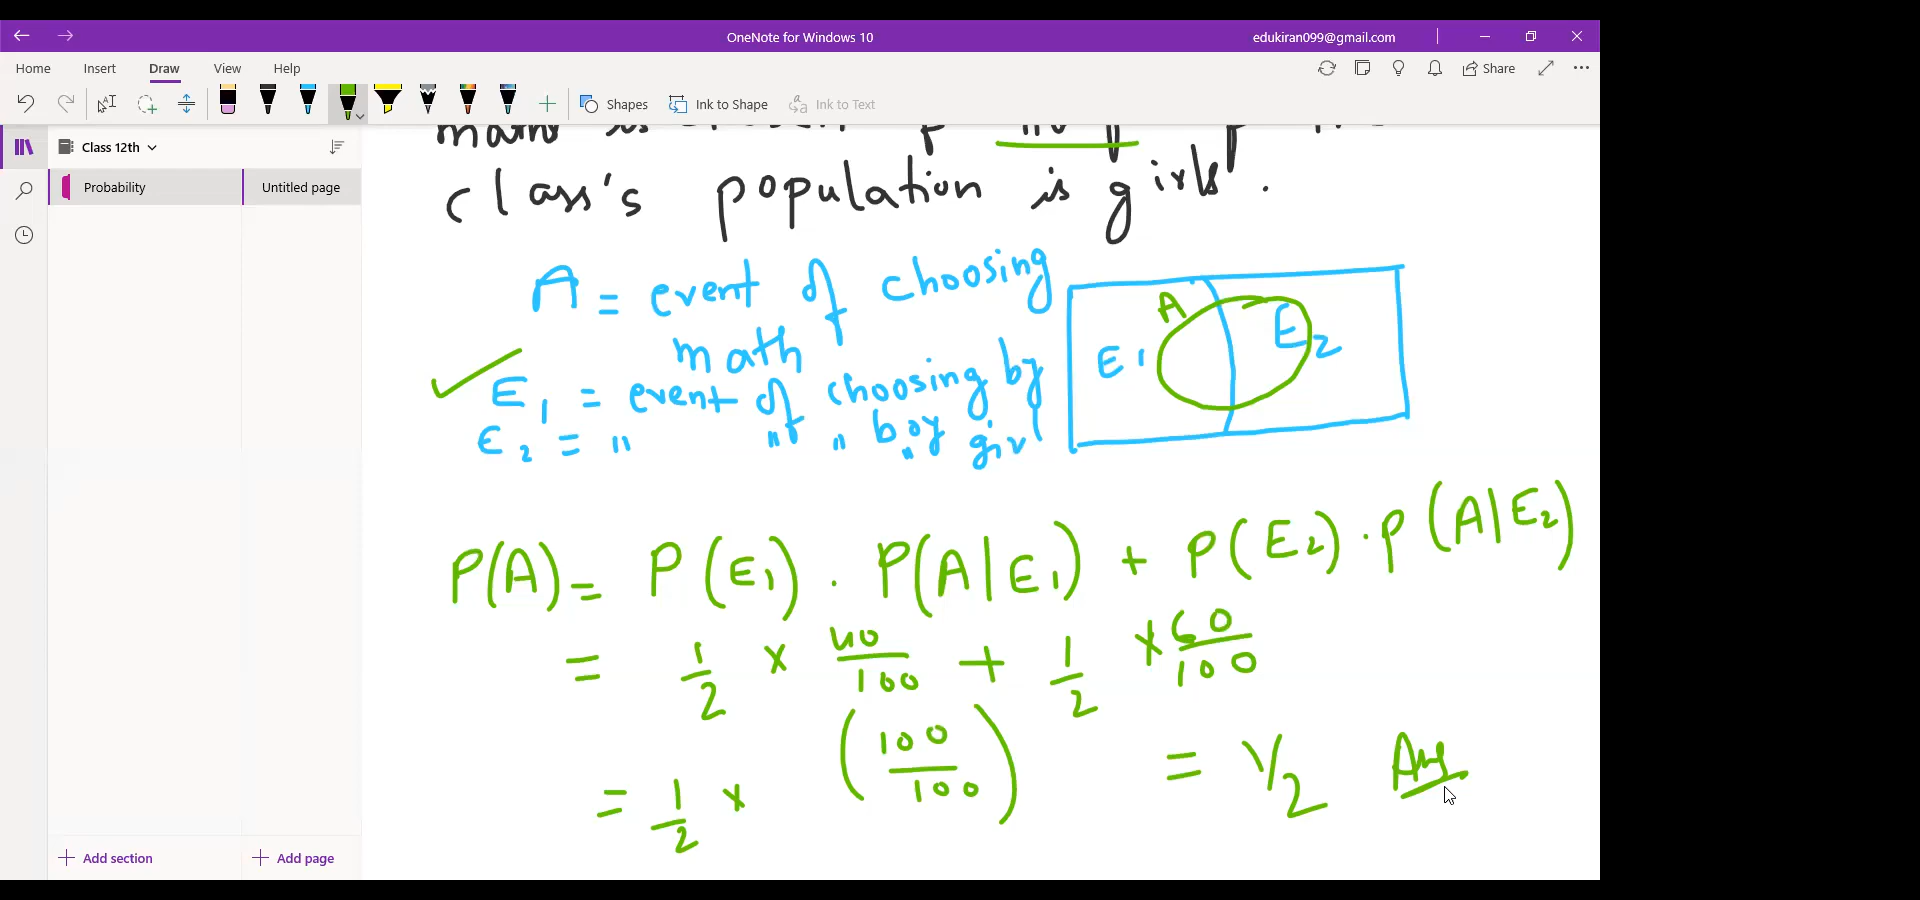 OneNote for Windows 10
edukiran099@gmail.com
Home Insert Draw View Help
Share
Shapes Ink to Shape Ink to Text
Class 12th
Probability
Untitled page
class's population is girls.
A = event of choosing
math
E1 = event of choosing by
boy
E2 = " " " " girl
E1 A E2
P(A) = P(E1) . P(A|E1) + P(E2) . P(A|E2)
= 1/2 × 40/100 + 1/2 × 60/100
= 1/2 × (100/100) = 1/2 Ans
Add section
Add page